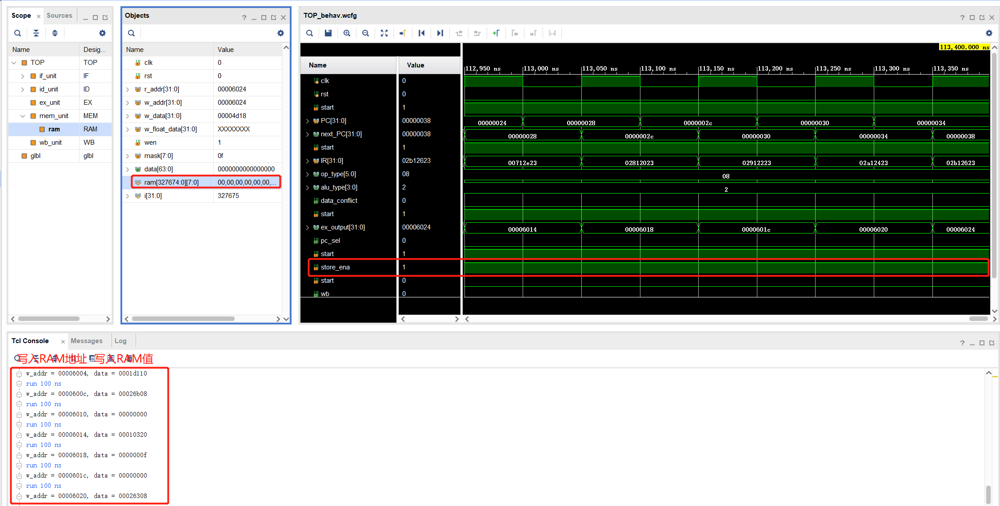 Scope
Sources
Name Desig...
TOP TOP
if_unit IF
id_unit ID
ex_unit EX
mem_unit MEM
ram RAM
wb_unit WB
glbl glbl
Objects
Name Value
clk 0
rst 0
r_addr[31:0] 00006024
w_addr[31:0] 00006024
w_data[31:0] 00004d18
w_float_data[31:0] XXXXXXXX
wen 1
mask[7:0] 0f
data[63:0] 0000000000000000
ram[327674:0][7:0] 00,00,00,00,00,00,...
i[31:0] 327675
TOP_behav.wcfg
113,400.000 ns
Name Value
112,950 ns 113,000 ns 113,050 ns 113,100 ns 113,150 ns 113,200 ns 113,250 ns 113,300 ns 113,350 ns
clk 0
rst 0
start 1
PC[31:0] 00000038 00000024 00000028 0000002c 00000030 00000034
next_PC[31:0] 00000038 00000028 0000002c 00000030 00000034 00000038
start 1
IR[31:0] 02b12623 00712e23 02812023 02912223 02a12423 02b12623
op_type[5:0] 08 08
alu_type[3:0] 2 2
data_conflict 0
start 1
ex_output[31:0] 00006024 00006014 00006018 0000601c 00006020 00006024
pc_sel 0
start 1
store_ena 1
start 0
wb 0
Tcl Console
Messages
Log
写入RAM地址 写入RAM值
w_addr = 00006004, data = 0001d110
run 100 ns
w_addr = 0000600c, data = 00026b08
run 100 ns
w_addr = 00006010, data = 00000000
run 100 ns
w_addr = 00006014, data = 00010320
run 100 ns
w_addr = 00006018, data = 0000000f
run 100 ns
w_addr = 0000601c, data = 00000000
run 100 ns
w_addr = 00006020, data = 00026308